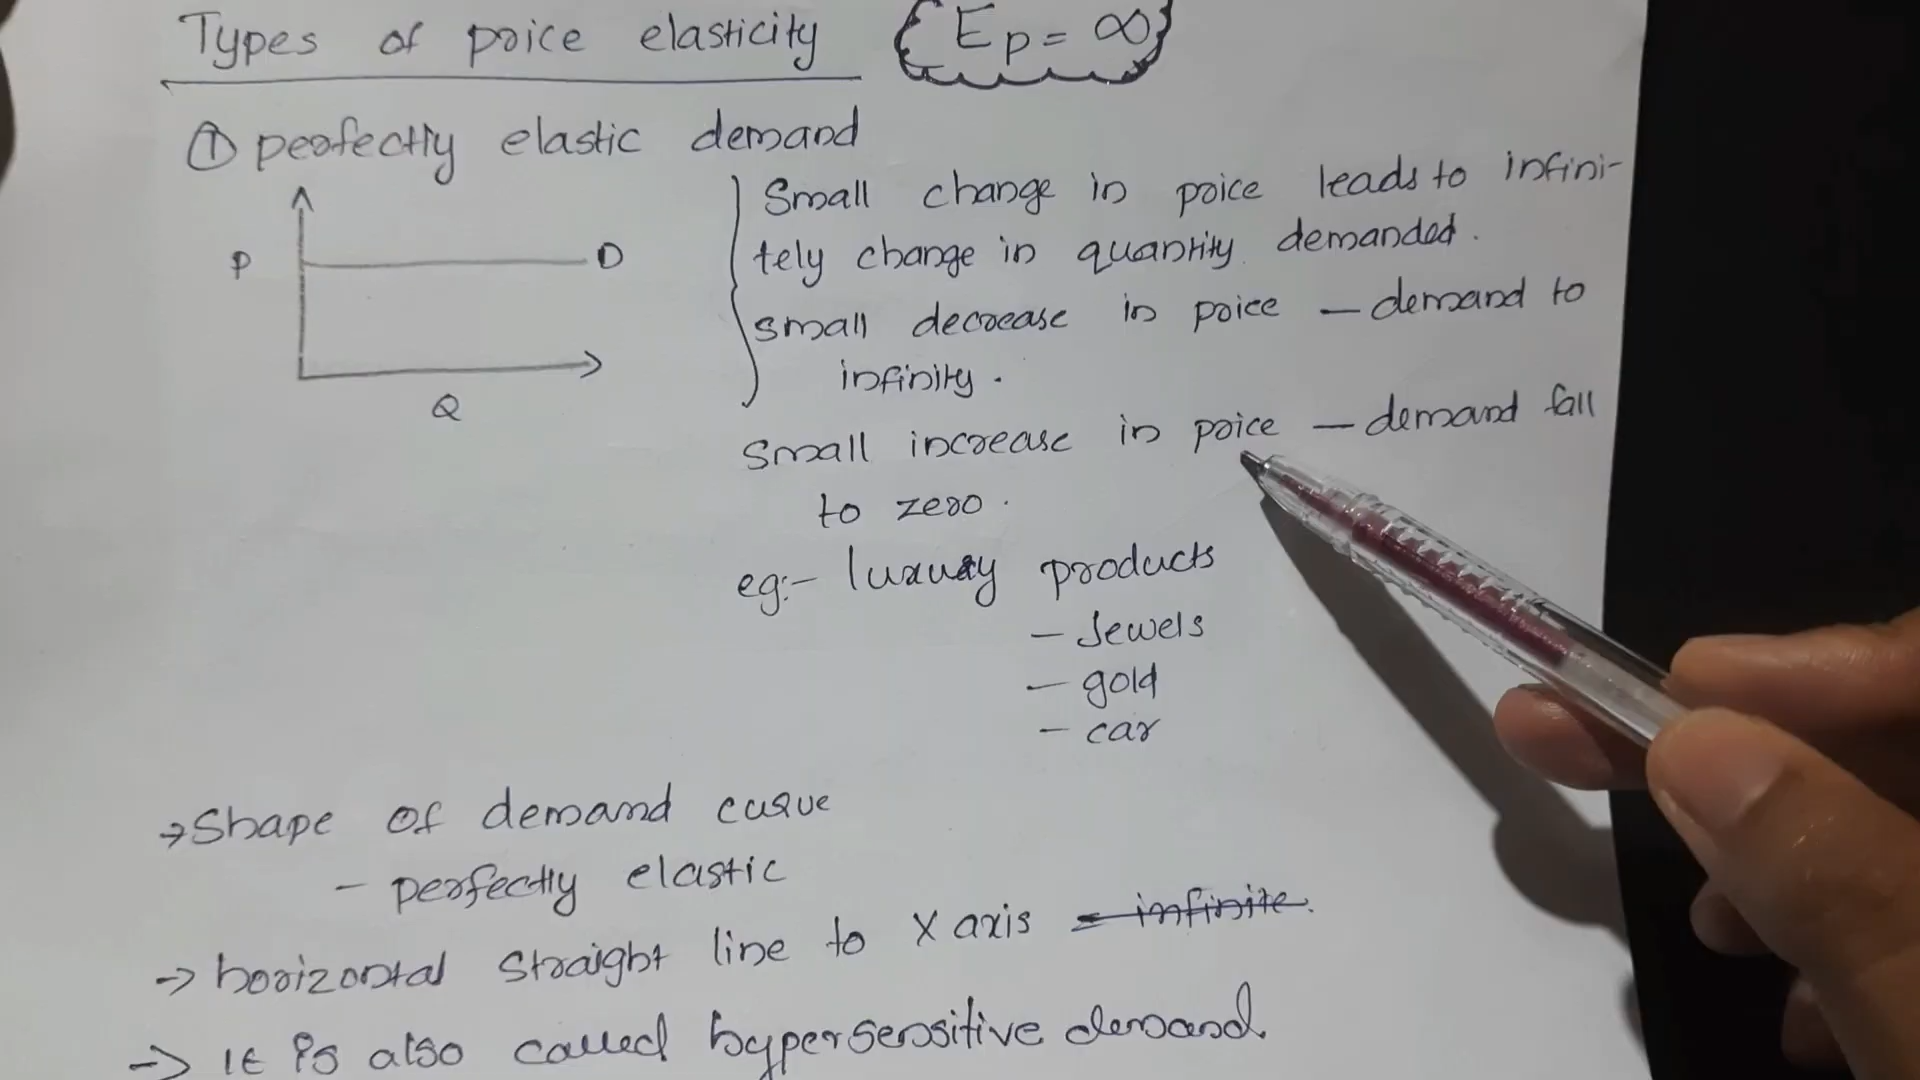 Types of price elasticity
Ep = ∞
① perfectly elastic demand
P
D
Q
Small change in price leads to infini-
tely change in quantity demanded.
small decrease in price — demand to
infinity.
Small increase in price — demand fall
to zero.
eg:- luxury products
— Jewels
— gold
— car
→ Shape of demand curve
- perfectly elastic
→ horizontal straight line to X axis = infinite.
→ It is also called hypersensitive demand